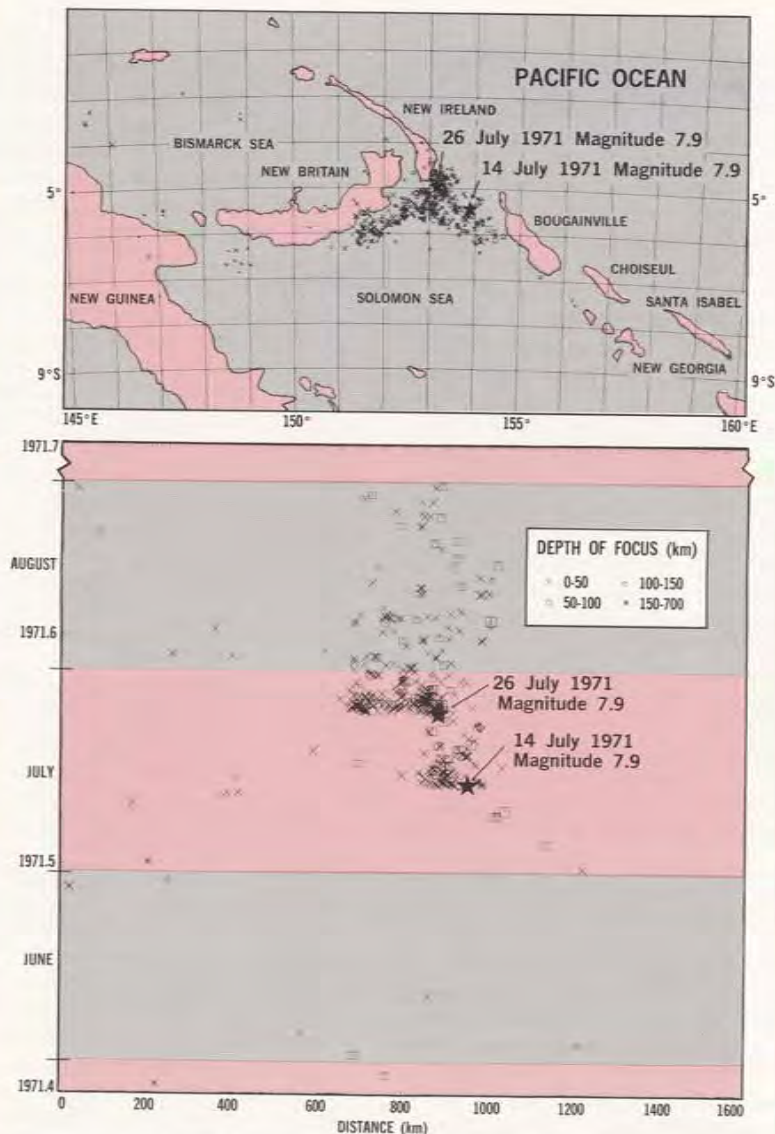 PACIFIC OCEAN
NEW IRELAND
26 July 1971 Magnitude 7.9
BISMARCK SEA
14 July 1971 Magnitude 7.9
NEW BRITAIN
5°
5°
BOUGAINVILLE
CHOISEUL
NEW GUINEA
SOLOMON SEA
SANTA ISABEL
NEW GEORGIA
9°S
9°S
145°E 150° 155° 160°E
1971.7
DEPTH OF FOCUS (km)
0-50 100-150
50-100 150-700
AUGUST
1971.6
26 July 1971
Magnitude 7.9
14 July 1971
Magnitude 7.9
JULY
1971.5
JUNE
1971.4
0 200 400 600 800 1000 1200 1400 1600
DISTANCE (km)